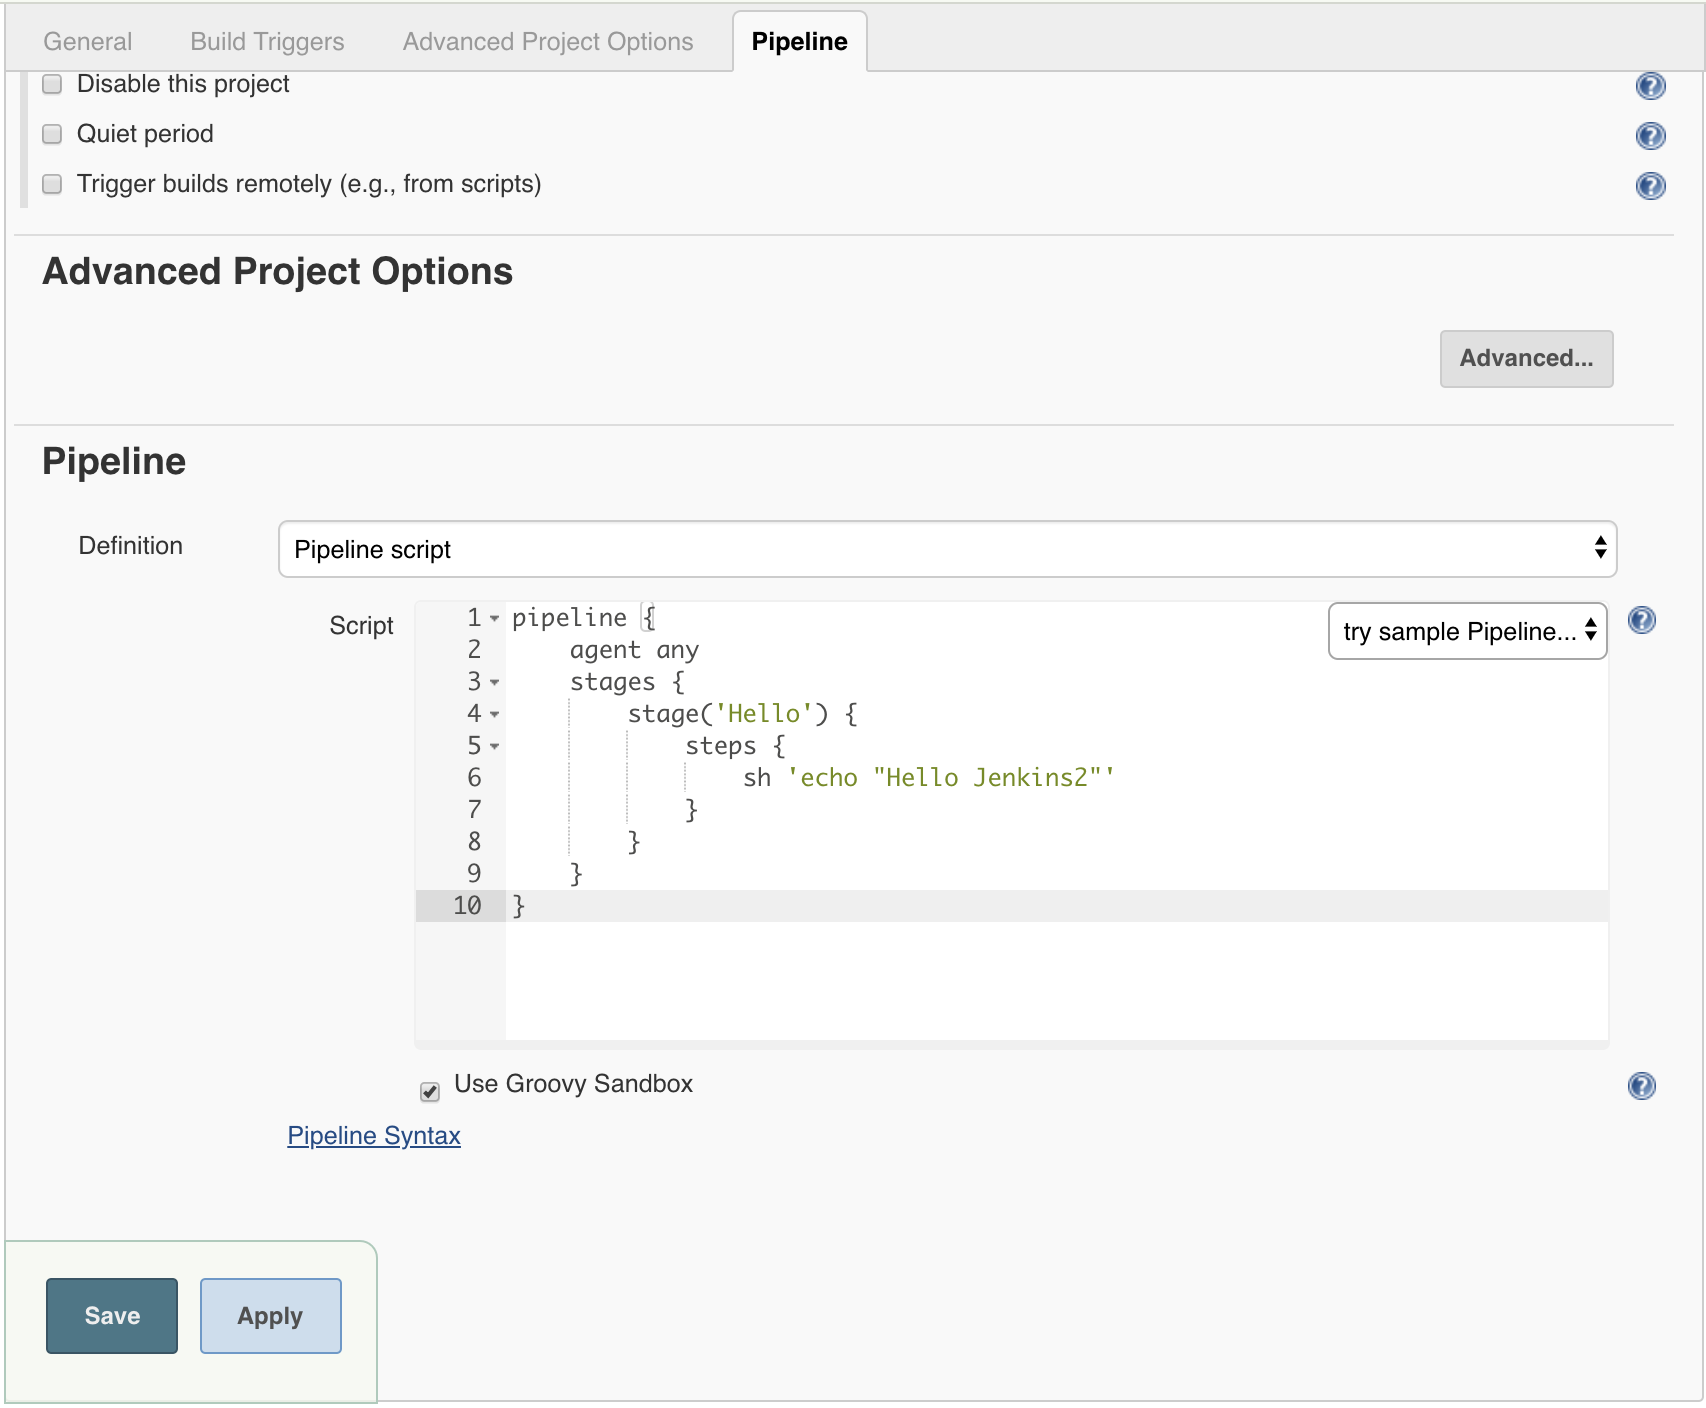 General Build Triggers Advanced Project Options Pipeline
Disable this project
Quiet period
Trigger builds remotely (e.g., from scripts)
Advanced Project Options
Advanced...
Pipeline
Definition Pipeline script
Script
try sample Pipeline...
1 pipeline {
2     agent any
3     stages {
4         stage('Hello') {
5             steps {
6                 sh 'echo "Hello Jenkins2"'
7             }
8         }
9     }
10 }
Use Groovy Sandbox
Pipeline Syntax
Save Apply